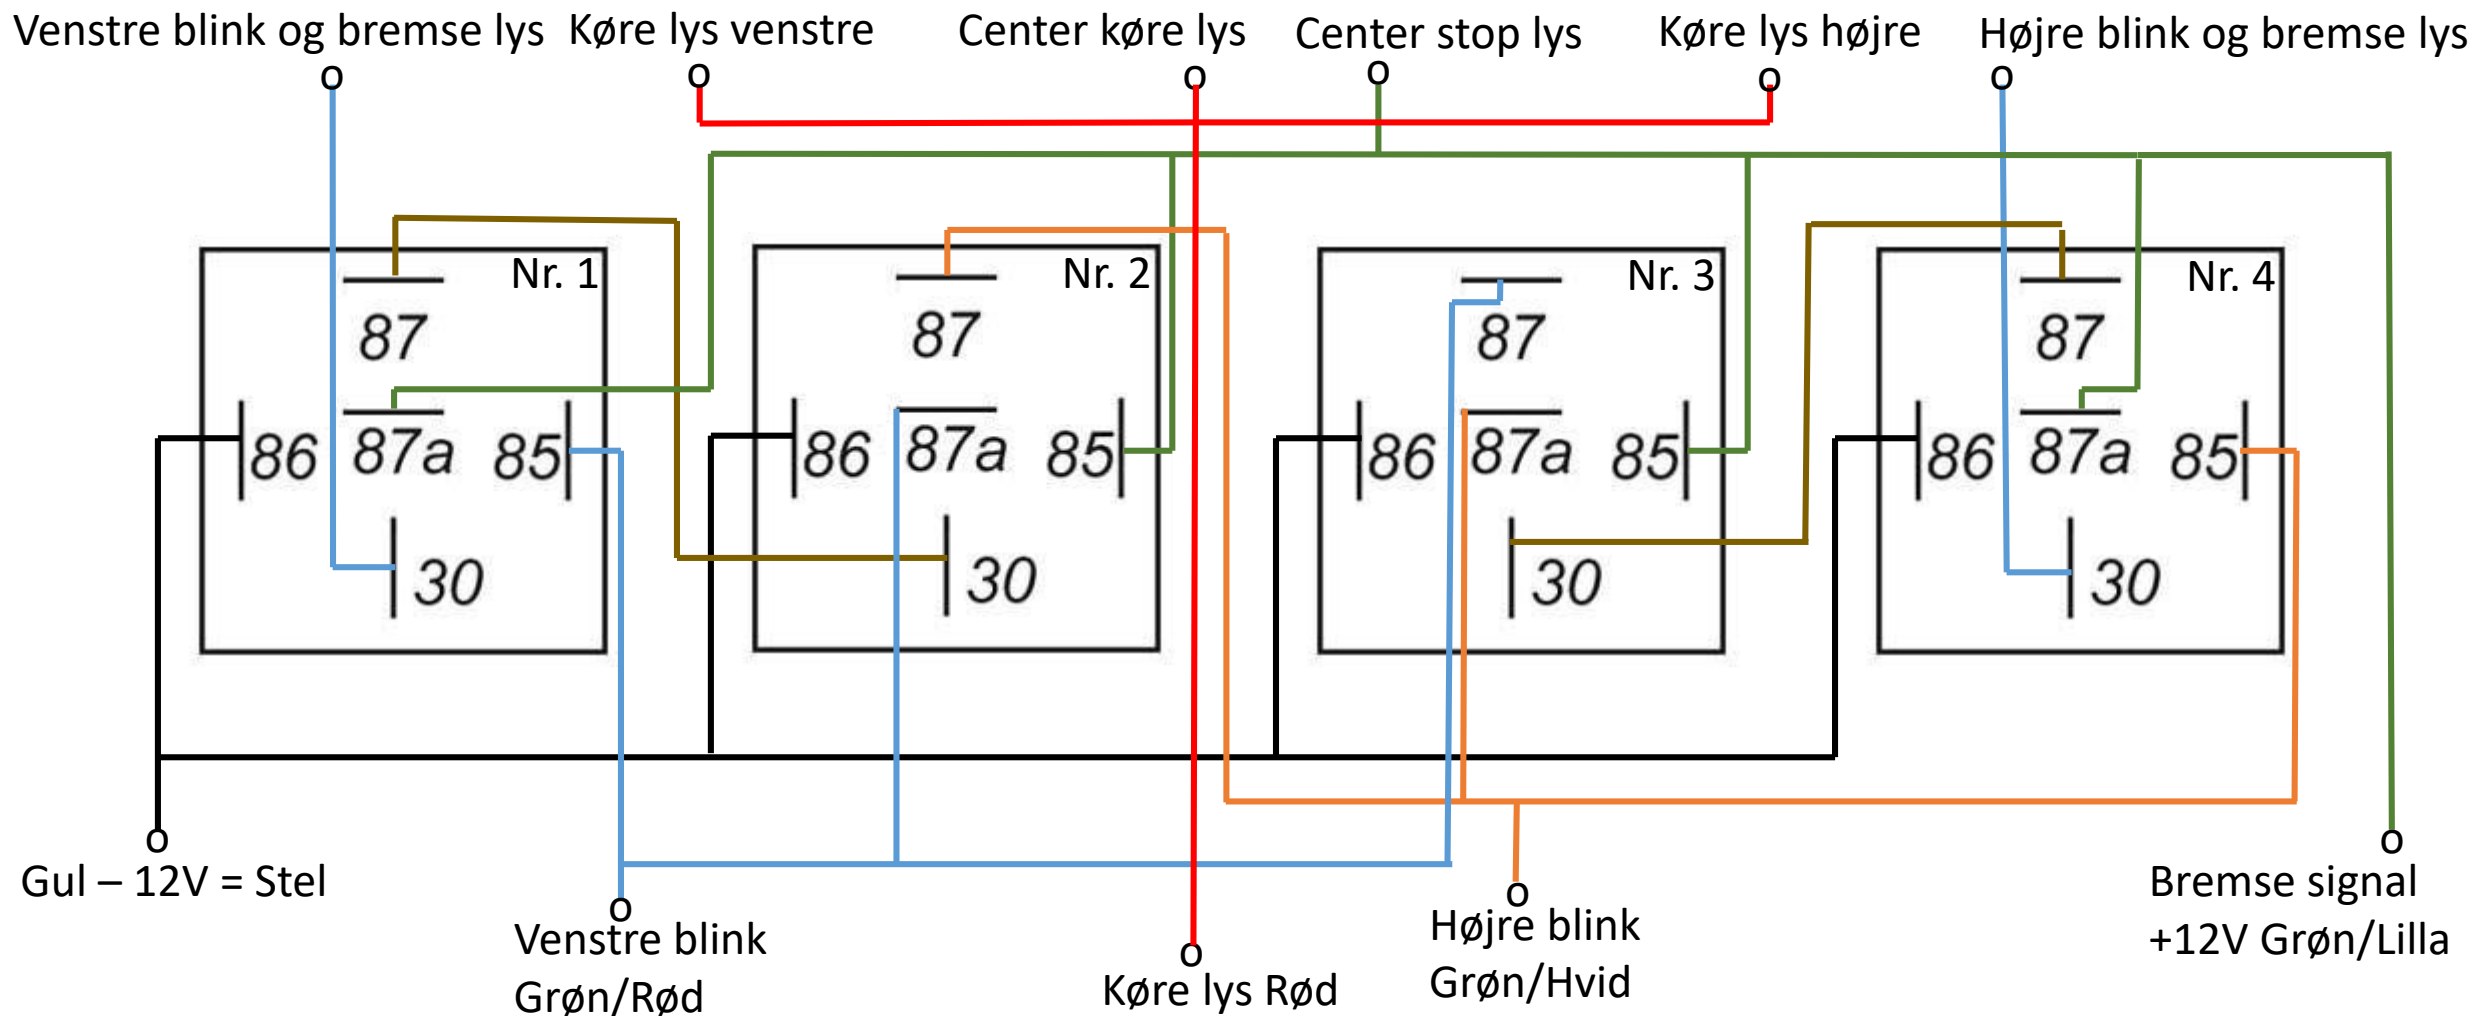 Venstre blink og bremse lys
Køre lys venstre
Center køre lys
Center stop lys
Køre lys højre
Højre blink og bremse lys
o
o
o
o
o
o
Nr. 1
87
86
87a
85
30
Nr. 2
87
86
87a
85
30
Nr. 3
87
86
87a
85
30
Nr. 4
87
86
87a
85
30
o
Gul – 12V = Stel
o
Venstre blink
Grøn/Rød
o
Køre lys Rød
o
Højre blink
Grøn/Hvid
o
Bremse signal
+12V Grøn/Lilla